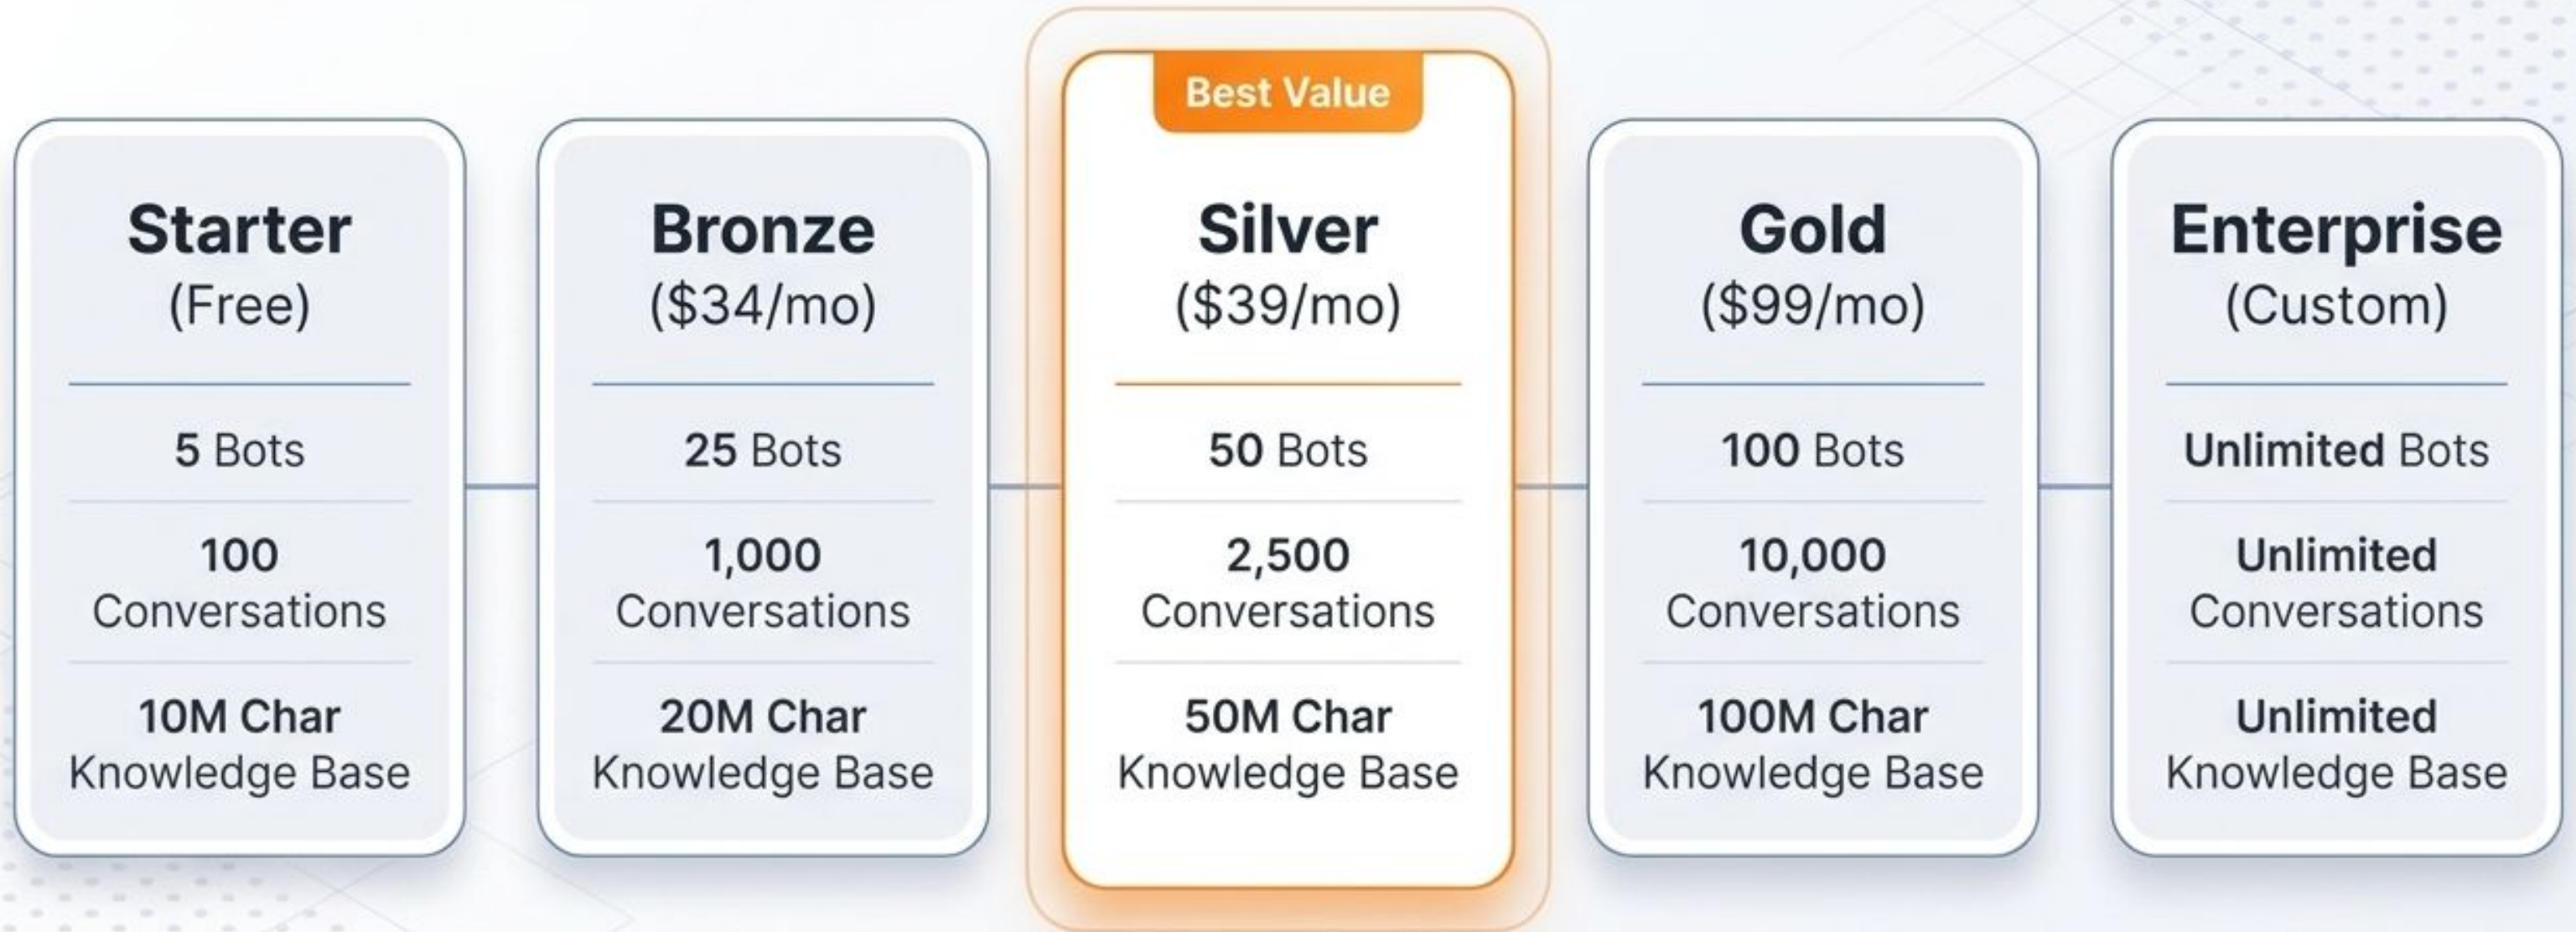 Starter
(Free)
5 Bots
100
Conversations
10M Char
Knowledge Base
Bronze
($34/mo)
25 Bots
1,000
Conversations
20M Char
Knowledge Base
Best Value
Silver
($39/mo)
50 Bots
2,500
Conversations
50M Char
Knowledge Base
Gold
($99/mo)
100 Bots
10,000
Conversations
100M Char
Knowledge Base
Enterprise
(Custom)
Unlimited Bots
Unlimited
Conversations
Unlimited
Knowledge Base